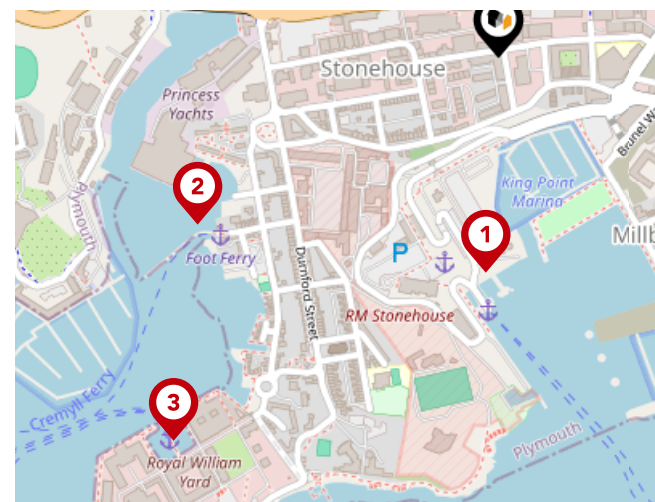 Stonehouse
Princess
Yachts
Brunel Wa
King Point
Marina
Plymouth
2
1
Millb
Foot Ferry
P
Durnford Street
RM Stonehouse
Cremyll Ferry
3
Plymouth
Royal William
Yard